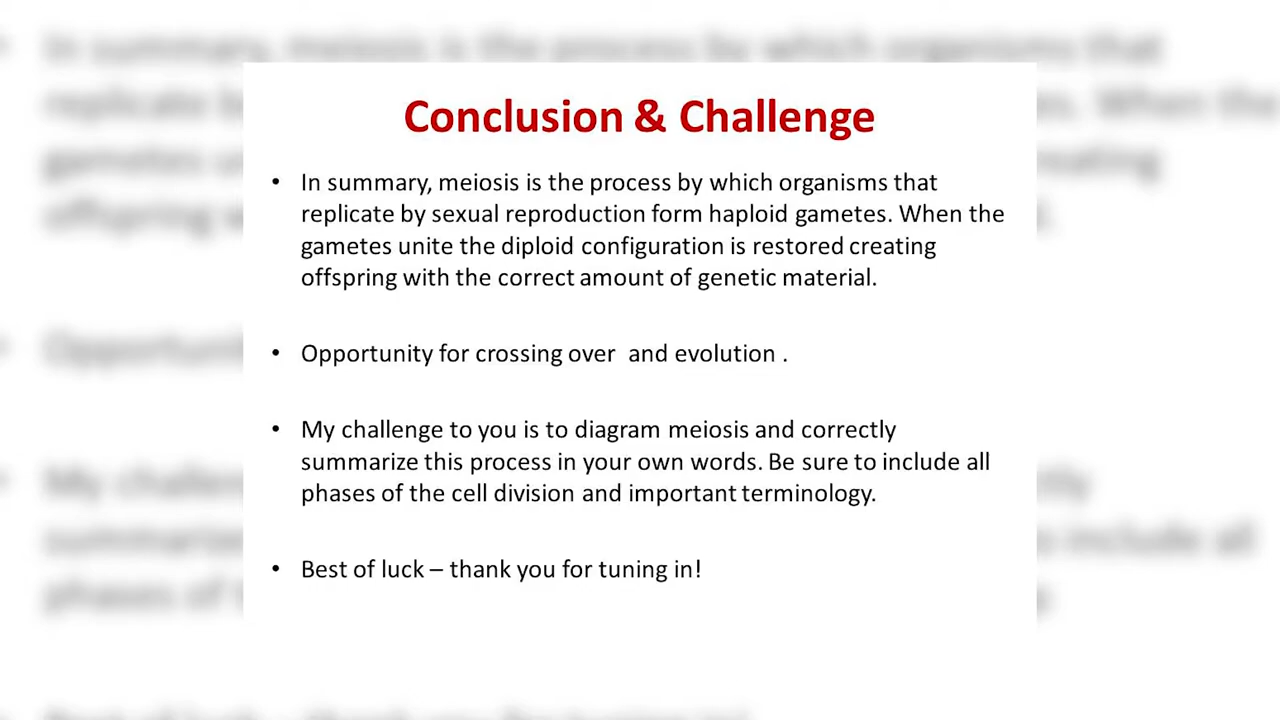 Conclusion & Challenge
• In summary, meiosis is the process by which organisms that
replicate by sexual reproduction form haploid gametes. When the
gametes unite the diploid configuration is restored creating
offspring with the correct amount of genetic material.
• Opportunity for crossing over  and evolution .
• My challenge to you is to diagram meiosis and correctly
summarize this process in your own words. Be sure to include all
phases of the cell division and important terminology.
• Best of luck – thank you for tuning in!